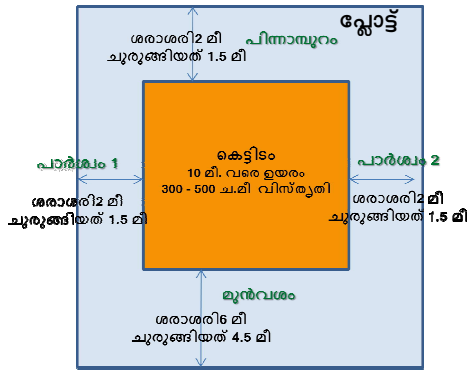 പ്ലോട്ട്
പിന്നാമ്പുറം
ശരാശരി2 മീ
ചുരുങ്ങിയത് 1.5 മീ
കെട്ടിടം
10 മീ. വരെ ഉയരം
300 - 500 ച.മീ വിസ്തൃതി
പാർശ്വം 1
ശരാശരി2 മീ
ചുരുങ്ങിയത് 1.5 മീ
പാർശ്വം 2
ശരാശരി2 മീ
ചുരുങ്ങിയത് 1.5 മീ
മുൻവശം
ശരാശരി6 മീ
ചുരുങ്ങിയത് 4.5 മീ